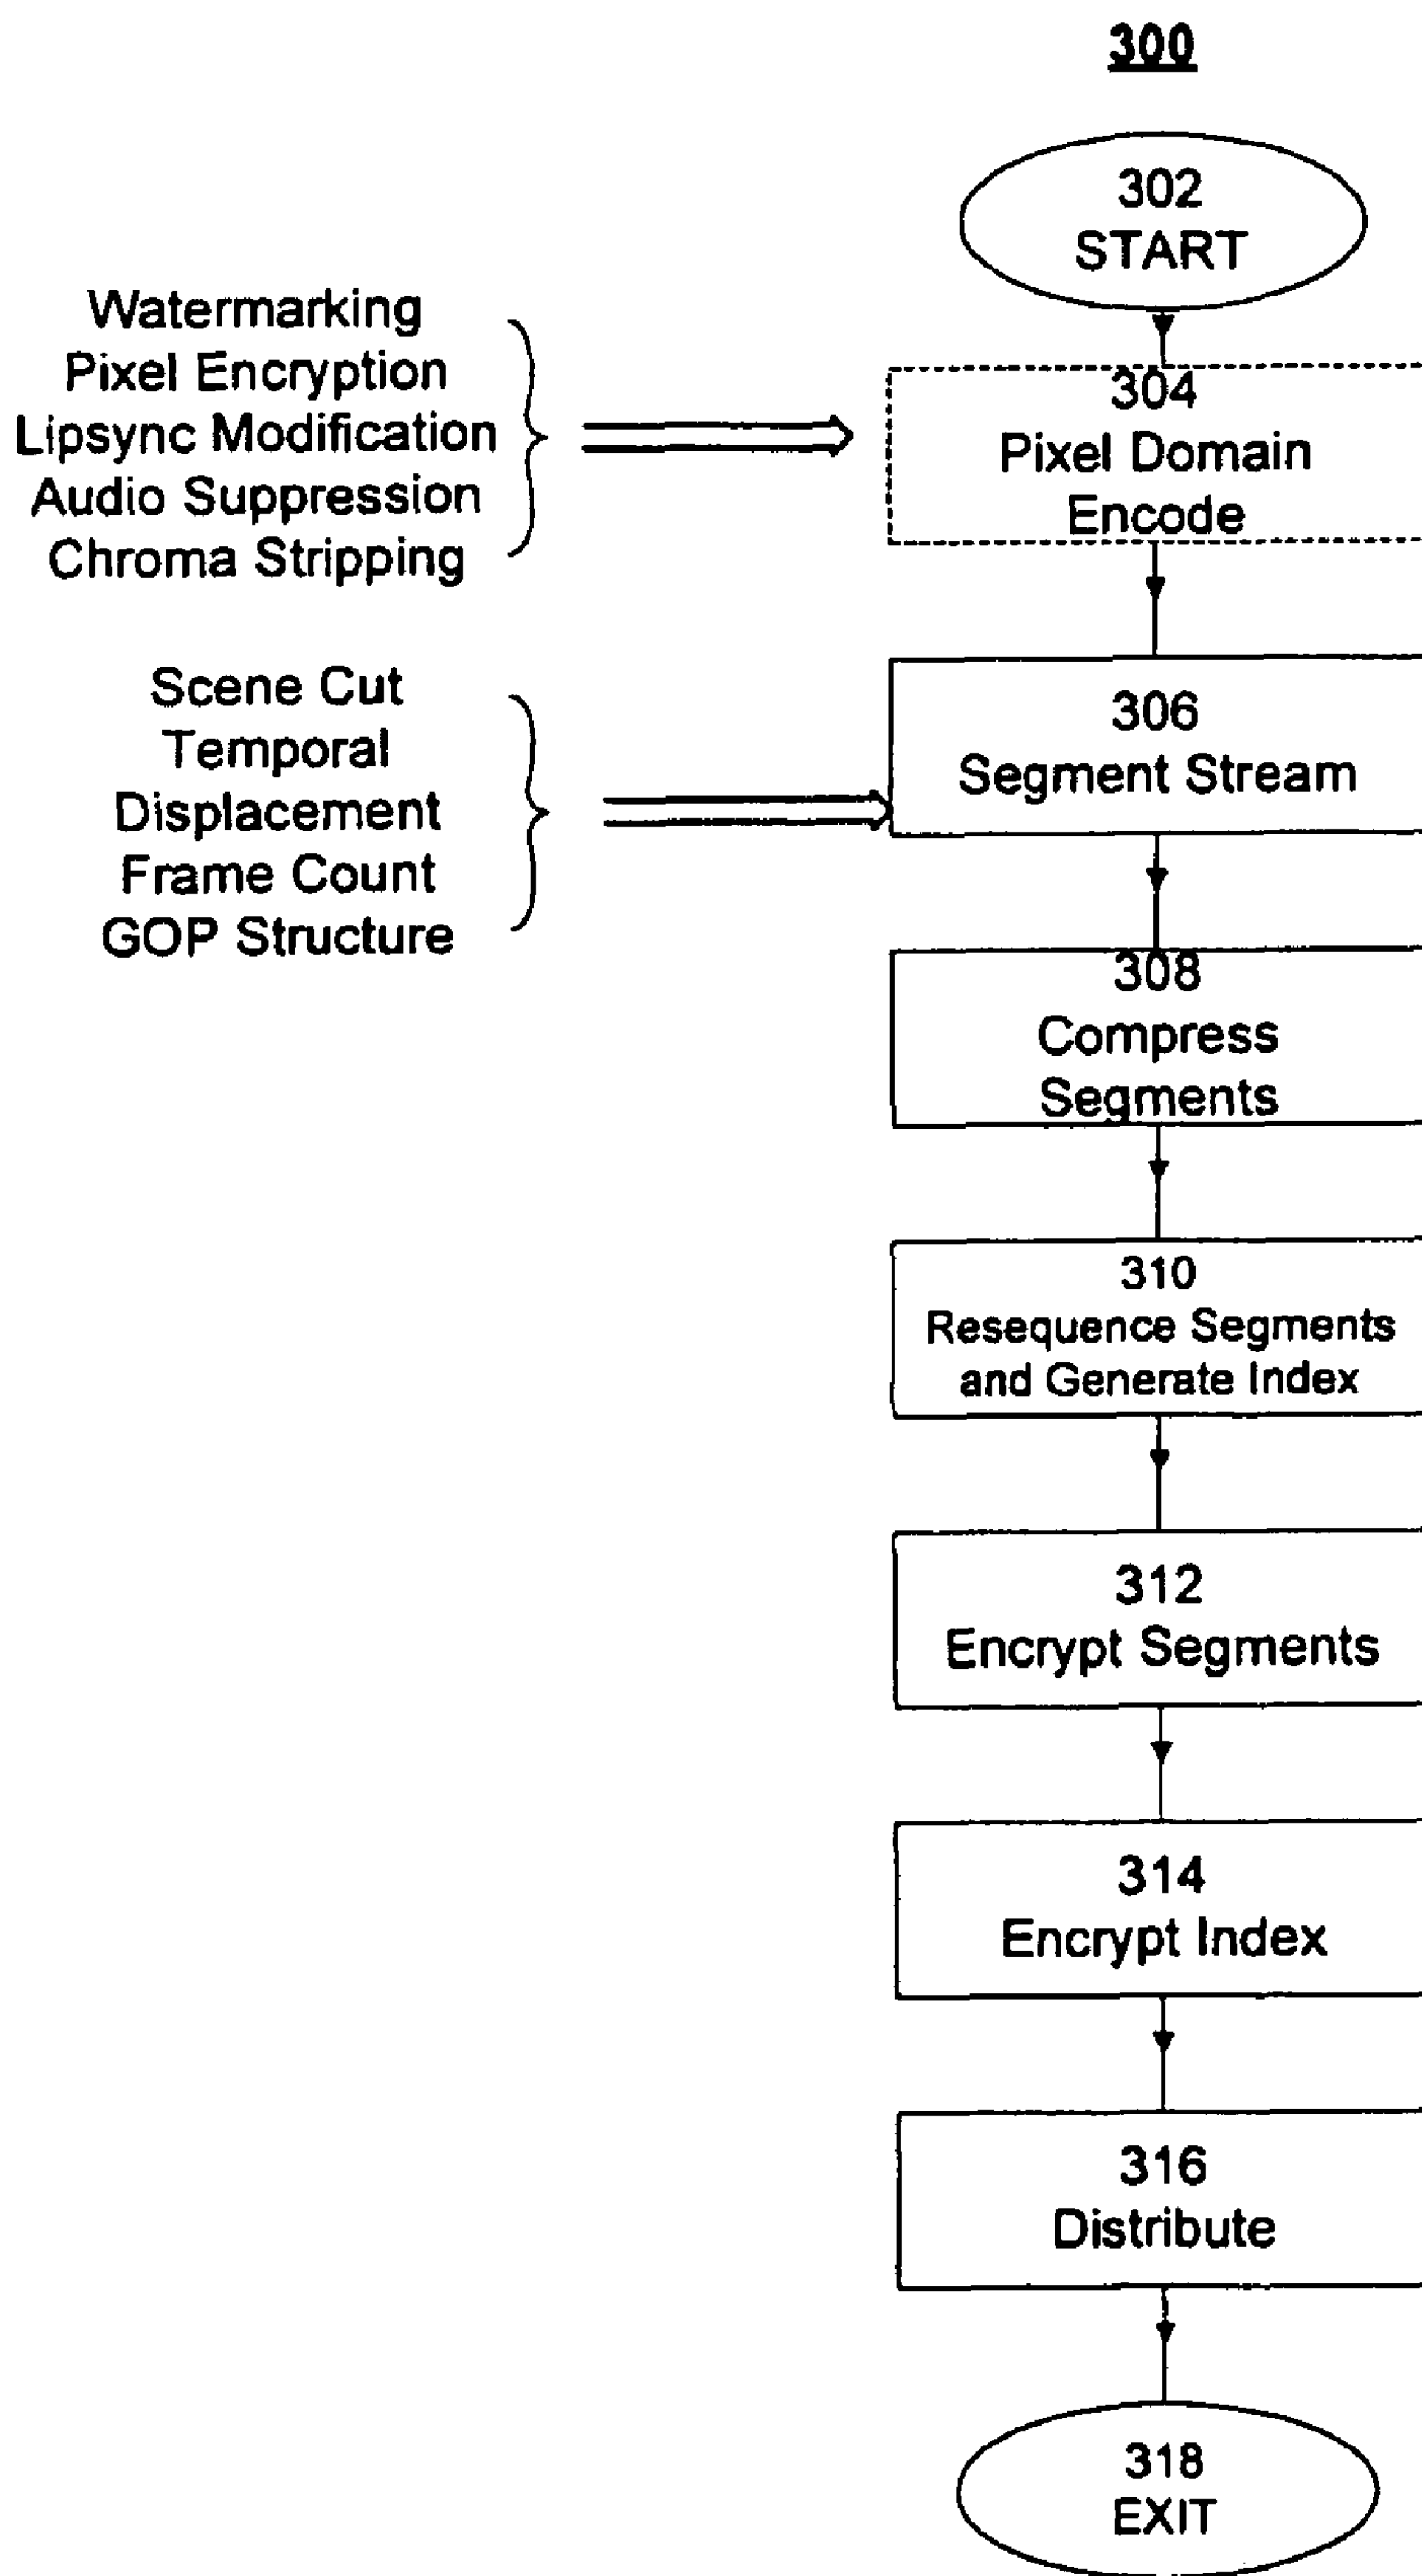 300
302
START
Watermarking
Pixel Encryption
Lipsync Modification
Audio Suppression
Chroma Stripping
304
Pixel Domain
Encode
Scene Cut
Temporal
Displacement
Frame Count
GOP Structure
306
Segment Stream
308
Compress
Segments
310
Resequence Segments
and Generate Index
312
Encrypt Segments
314
Encrypt Index
316
Distribute
318
EXIT